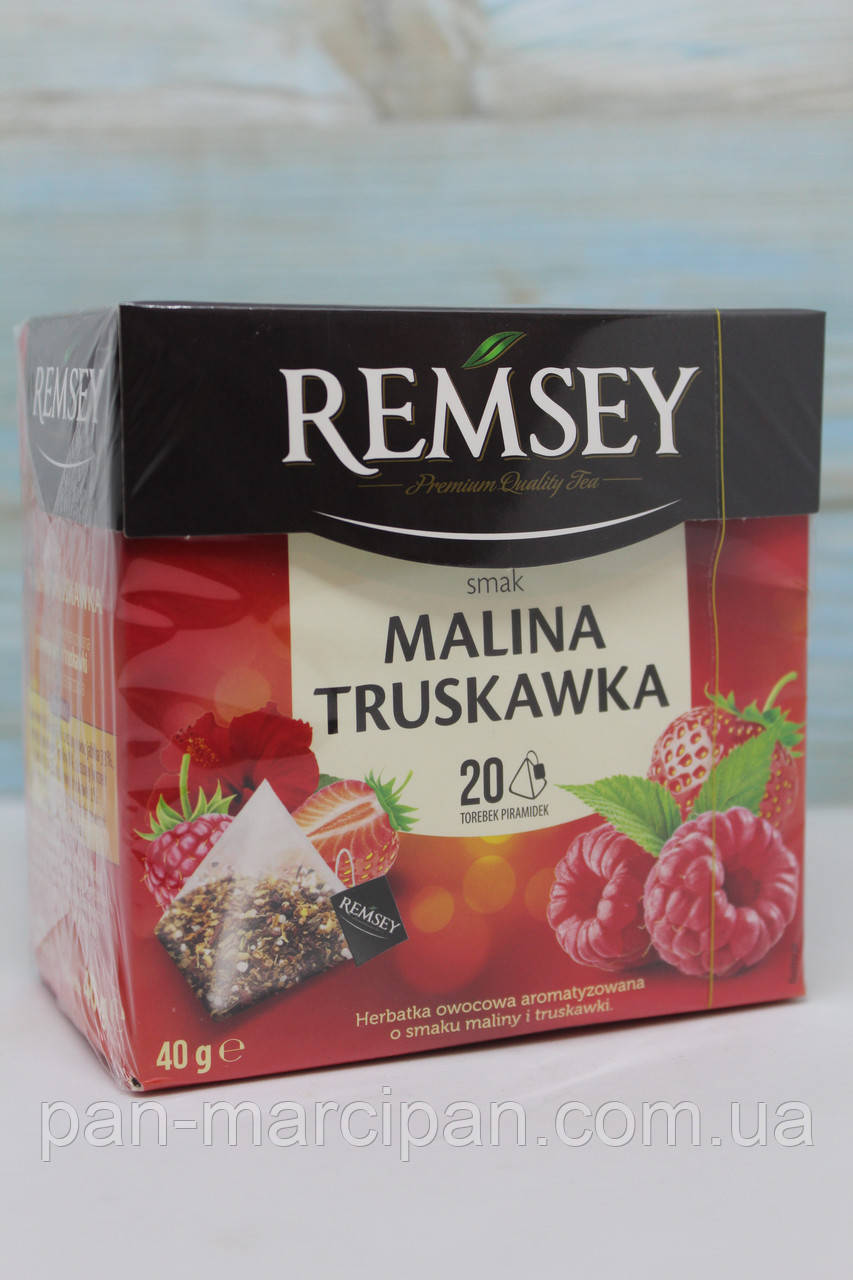 REMSEY
REMSEY
Premium Quality Tea
smak
MALINA
TRUSKAWKA
20
TOREBEK PIRAMIDEK
REMSEY
Herbatka owocowa aromatyzowana
o smaku maliny i truskawki.
40 g e
pan-marcipan.com.ua